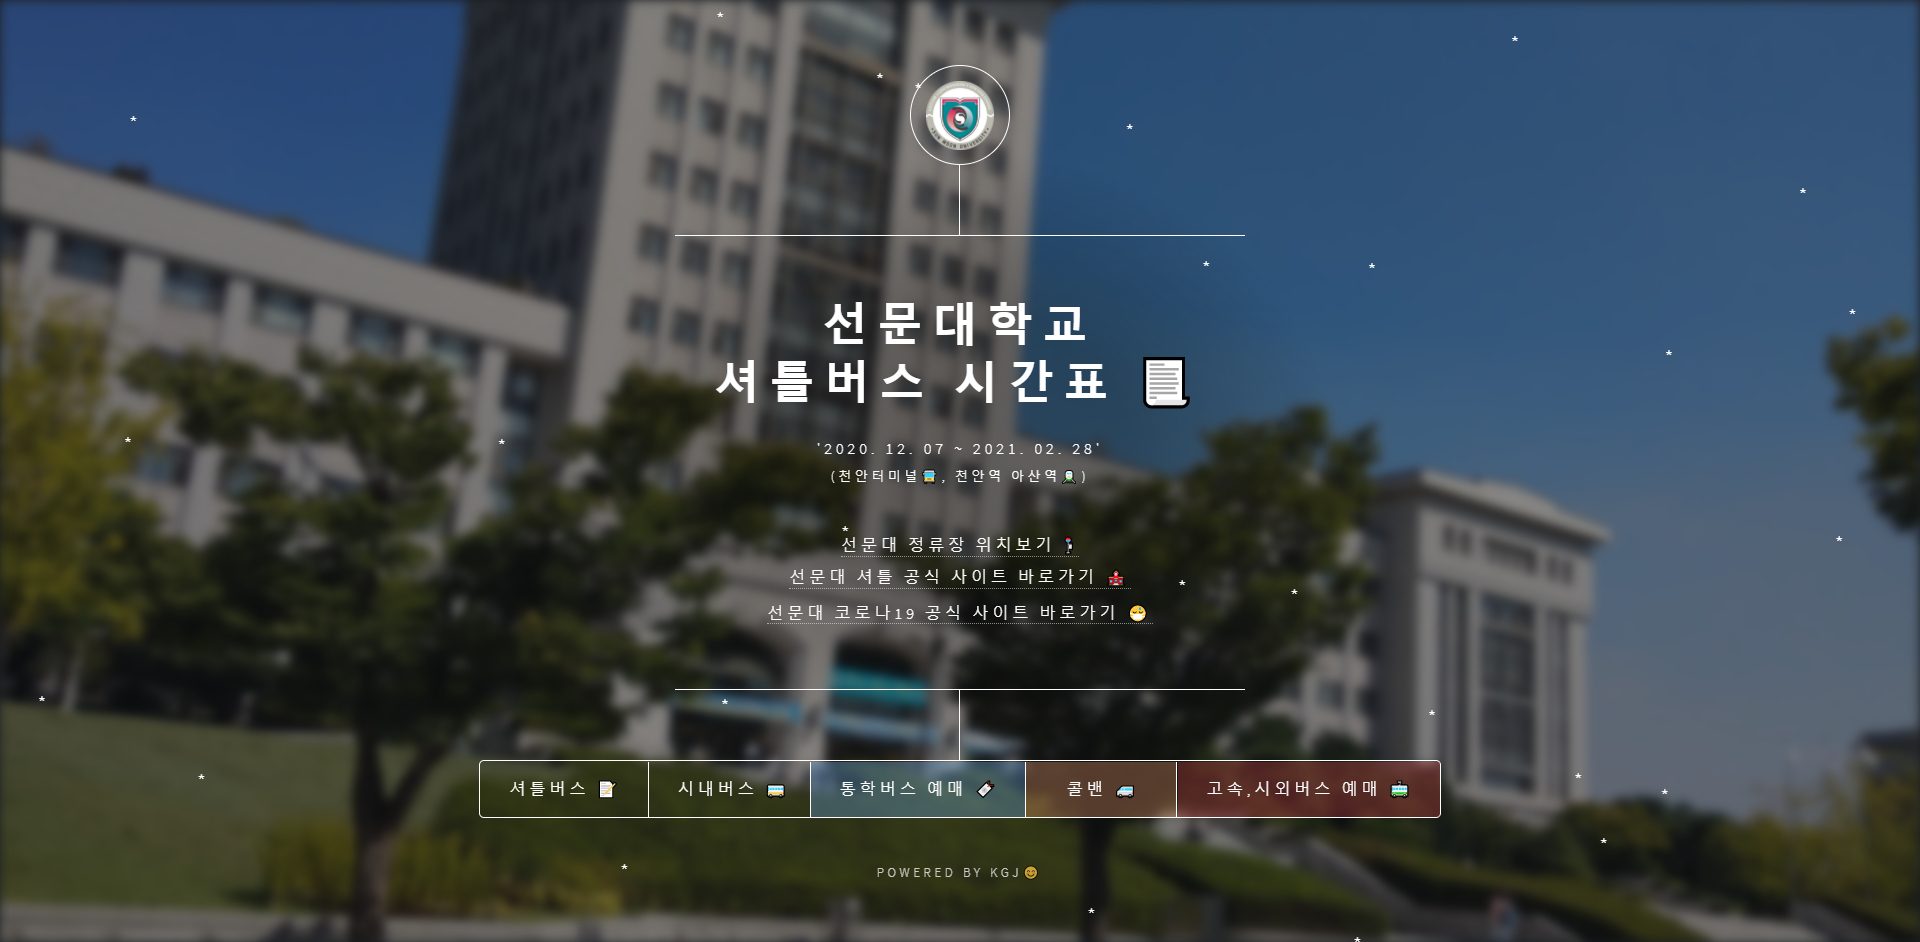 선문대학교
셔틀버스 시간표
'2020. 12. 07 ~ 2021. 02. 28'
(천안터미널, 천안역 아산역)
선문대 정류장 위치보기
선문대 셔틀 공식 사이트 바로가기
선문대 코로나19 공식 사이트 바로가기
셔틀버스 시내버스 통학버스 예매 콜밴 고속,시외버스 예매
POWERED BY KGJ